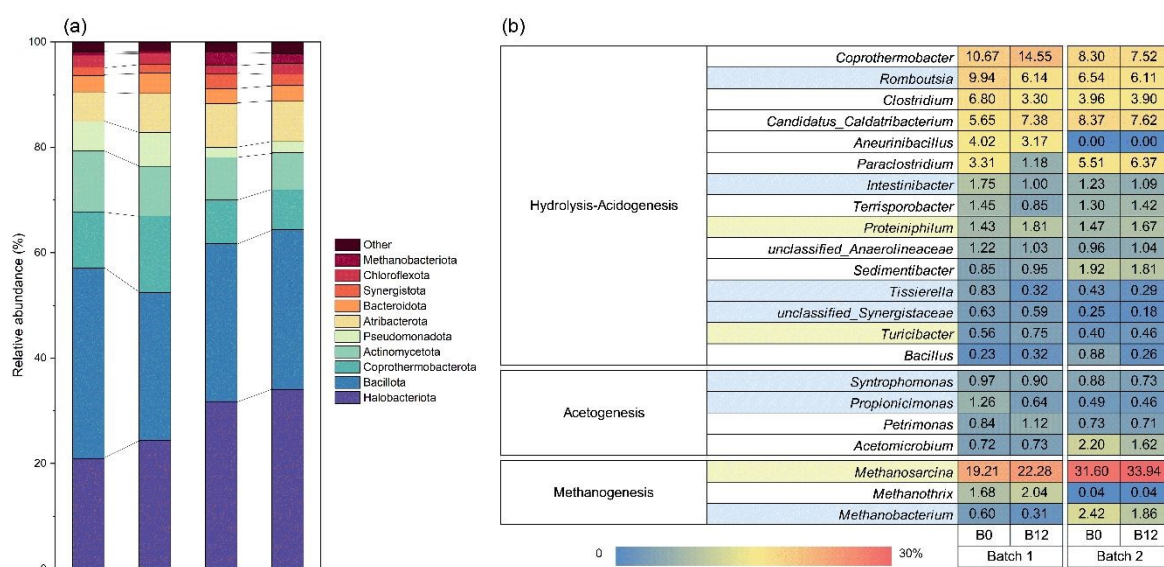 (a)
100
80
60
40
20
0
Relative abundance (%)
Other
Methanobacteriota
Chloroflexota
Synergistota
Bacteroidota
Atribacterota
Pseudomonadota
Actinomycetota
Coprothermobacterota
Bacillota
Halobacteriota
(b)
Hydrolysis-Acidogenesis
Coprothermobacter 10.67 14.55 8.30 7.52
Romboutsia 9.94 6.14 6.54 6.11
Clostridium 6.80 3.30 3.96 3.90
Candidatus_Caldatribacterium 5.65 7.38 8.37 7.62
Aneurinibacillus 4.02 3.17 0.00 0.00
Paraclostridium 3.31 1.18 5.51 6.37
Intestinibacter 1.75 1.00 1.23 1.09
Terrisporobacter 1.45 0.85 1.30 1.42
Proteiniphilum 1.43 1.81 1.47 1.67
unclassified_Anaerolineaceae 1.22 1.03 0.96 1.04
Sedimentibacter 0.85 0.95 1.92 1.81
Tissierella 0.83 0.32 0.43 0.29
unclassified_Synergistaceae 0.63 0.59 0.25 0.18
Turicibacter 0.56 0.75 0.40 0.46
Bacillus 0.23 0.32 0.88 0.26
Acetogenesis
Syntrophomonas 0.97 0.90 0.88 0.73
Propionicimonas 1.26 0.64 0.49 0.46
Petrimonas 0.84 1.12 0.73 0.71
Acetomicrobium 0.72 0.73 2.20 1.62
Methanogenesis
Methanosarcina 19.21 22.28 31.60 33.94
Methanothrix 1.68 2.04 0.04 0.04
Methanobacterium 0.60 0.31 2.42 1.86
B0 B12 B0 B12
Batch 1 Batch 2
0 30%